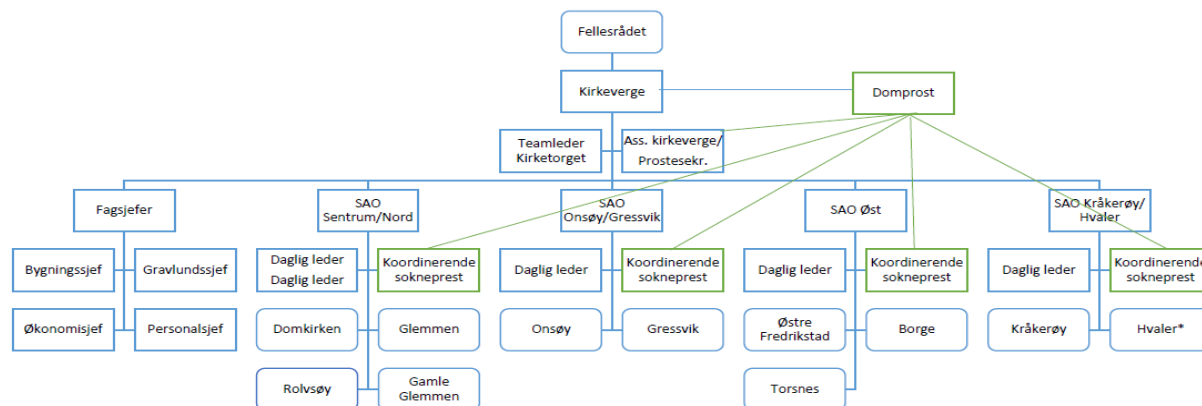 Fellesrådet
Kirkeverge
Domprost
Teamleder
Kirketorget
Ass. kirkeverge/
Prostesekr.
Fagsjefer
SAO
Sentrum/Nord
SAO
Onsøy/Gressvik
SAO Øst
SAO Kråkerøy/
Hvaler
Bygningssjef
Gravlundssjef
Daglig leder
Daglig leder
Koordinerende
sokneprest
Daglig leder
Koordinerende
sokneprest
Daglig leder
Koordinerende
sokneprest
Daglig leder
Koordinerende
sokneprest
Økonomisjef
Personalsjef
Domkirken
Glemmen
Onsøy
Gressvik
Østre
Fredrikstad
Borge
Kråkerøy
Hvaler*
Rolvsøy
Gamle
Glemmen
Torsnes